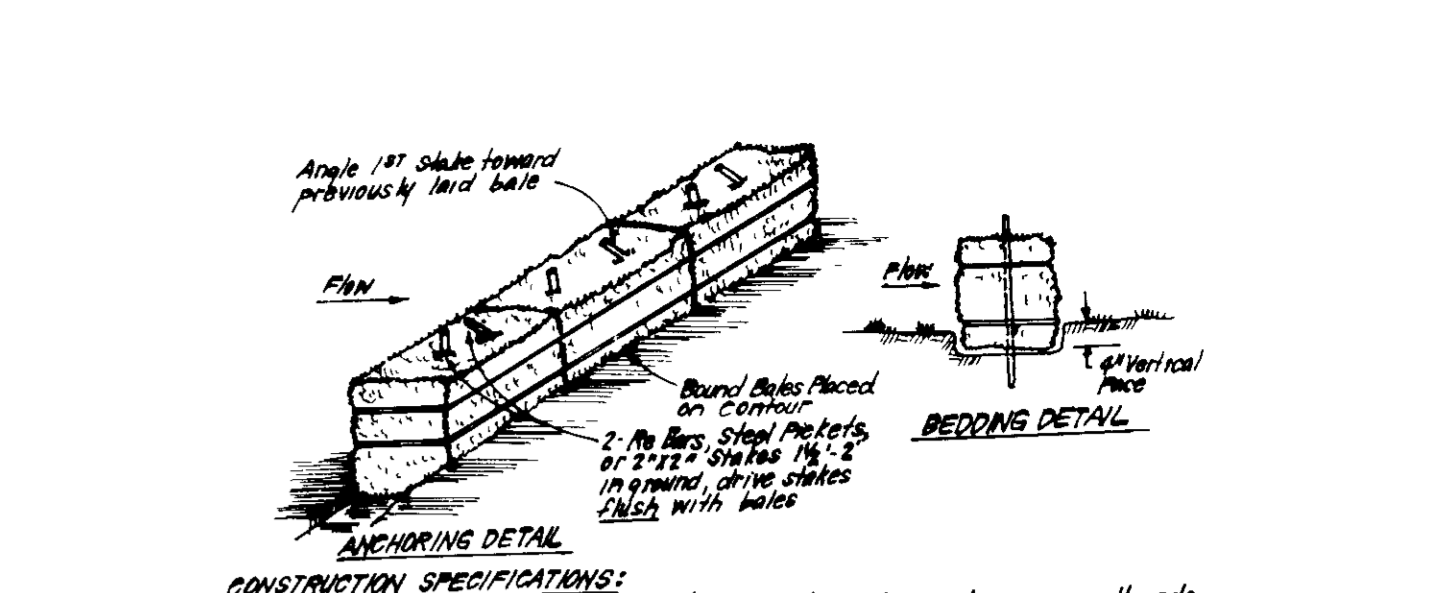 Angle 1ST stake toward
previously laid bale
Flow
Flow
4" Vertical
Face
Bound Bales Placed
on contour
BEDDING DETAIL
2-Re Bars, Steel Pickets,
or 2"x2" Stakes 1½'-2'
in ground, drive stakes
flush with bales
ANCHORING DETAIL
CONSTRUCTION SPECIFICATIONS: